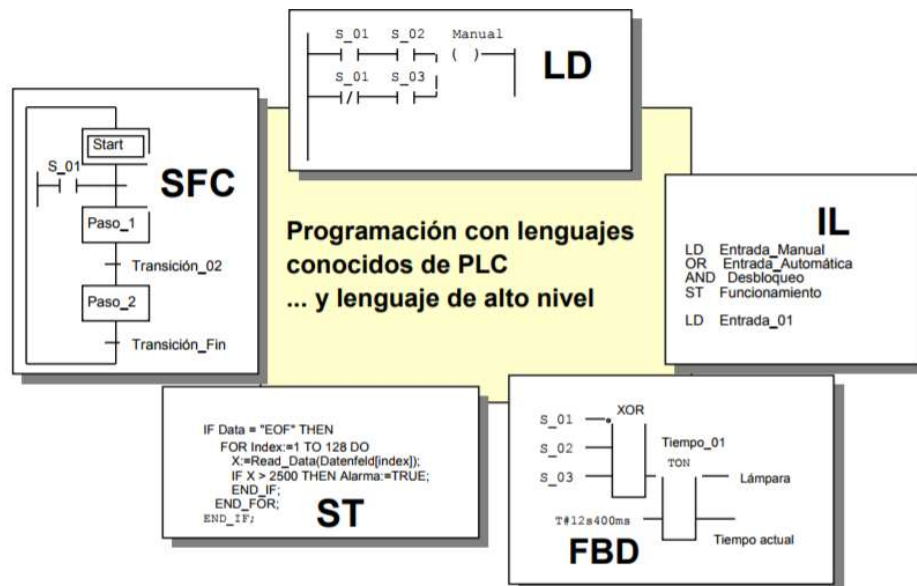 S_01 S_02 Manual
( )
S_01 S_03
LD
Start
S_01
SFC
Paso_1
Transición_02
Paso_2
Transición_Fin
Programación con lenguajes
conocidos de PLC
... y lenguaje de alto nivel
IL
LD Entrada_Manual
OR Entrada_Automática
AND Desbloqueo
ST Funcionamiento
LD Entrada_01
IF Data = "EOF" THEN
FOR Index:=1 TO 128 DO
X:=Read_Data(Datenfeld[index]);
IF X > 2500 THEN Alarma:=TRUE;
END_IF;
END_FOR;
END_IF;
ST
XOR
S_01
S_02
S_03
Tiempo_01
TON
Lámpara
T#12s400ms
Tiempo actual
FBD